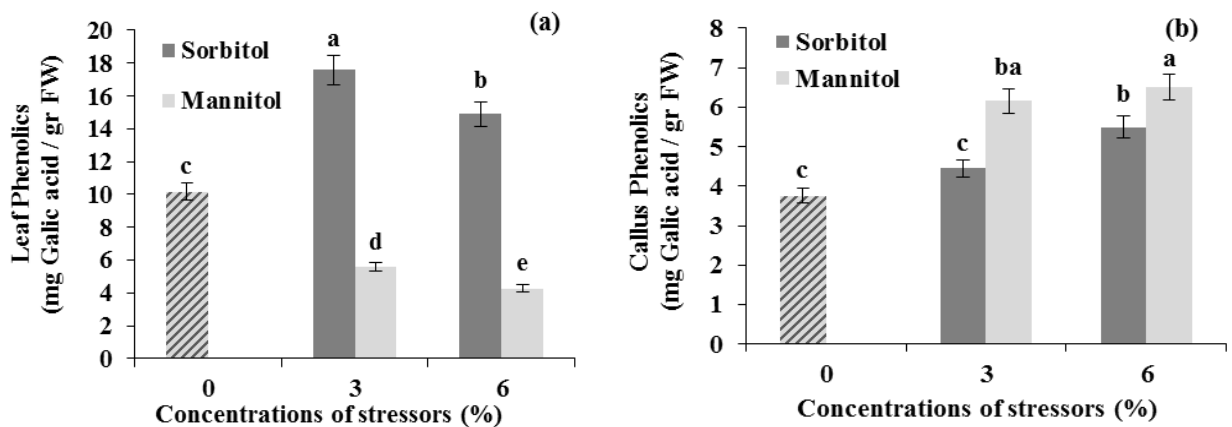 (a)
Sorbitol
Mannitol
Leaf Phenolics
(mg Galic acid / gr FW)
20
18
16
14
12
10
8
6
4
2
0
c
a
d
b
e
0 3 6
Concentrations of stressors (%)
(b)
Sorbitol
Mannitol
Callus Phenolics
(mg Galic acid / gr FW)
8
7
6
5
4
3
2
1
0
c
c
ba
b
a
0 3 6
Concentrations of stressors (%)